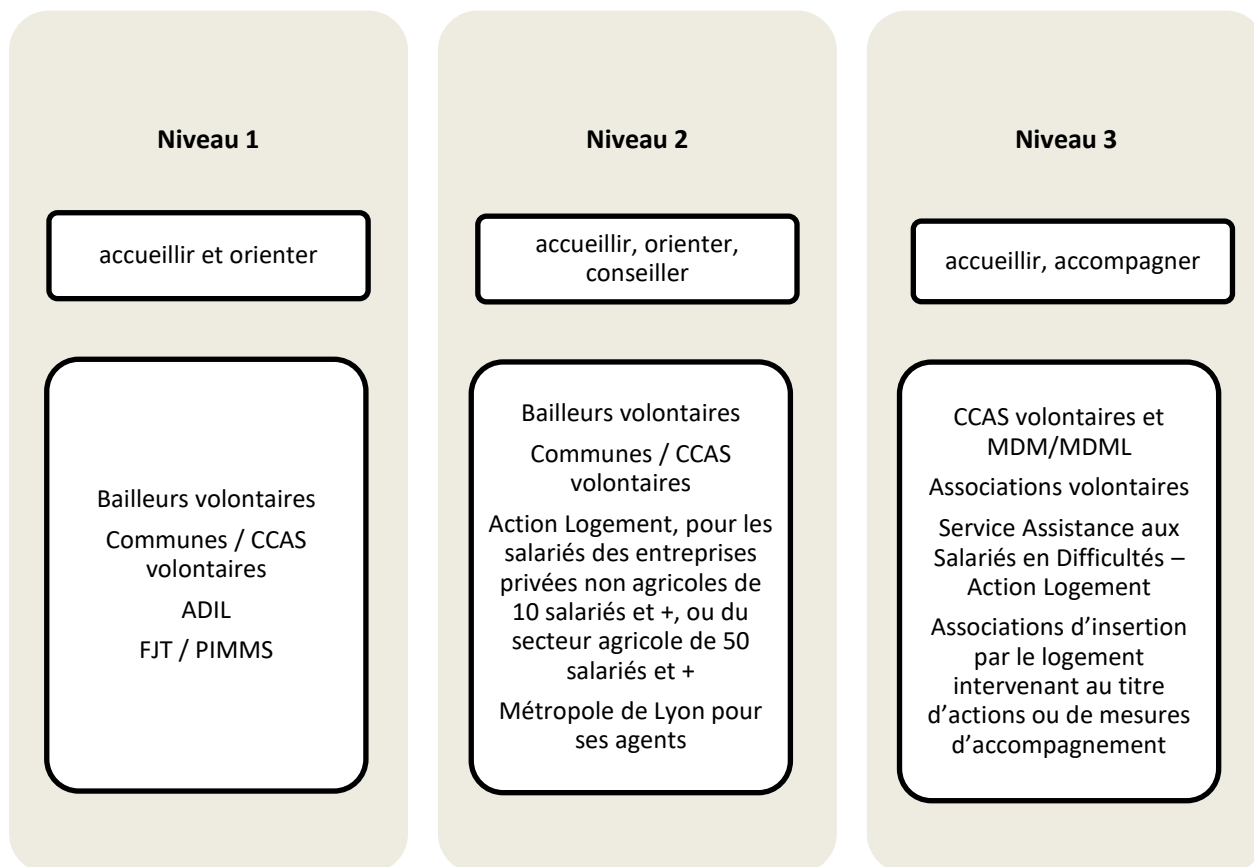 Niveau 1
accueillir et orienter
Bailleurs volontaires
Communes / CCAS
volontaires
ADIL
FJT / PIMMS
Niveau 2
accueillir, orienter,
conseiller
Bailleurs volontaires
Communes / CCAS
volontaires
Action Logement, pour les
salariés des entreprises
privées non agricoles de
10 salariés et +, ou du
secteur agricole de 50
salariés et +
Métropole de Lyon pour
ses agents
Niveau 3
accueillir, accompagner
CCAS volontaires et
MDM/MDML
Associations volontaires
Service Assistance aux
Salariés en Difficultés –
Action Logement
Associations d’insertion
par le logement
intervenant au titre
d’actions ou de mesures
d’accompagnement